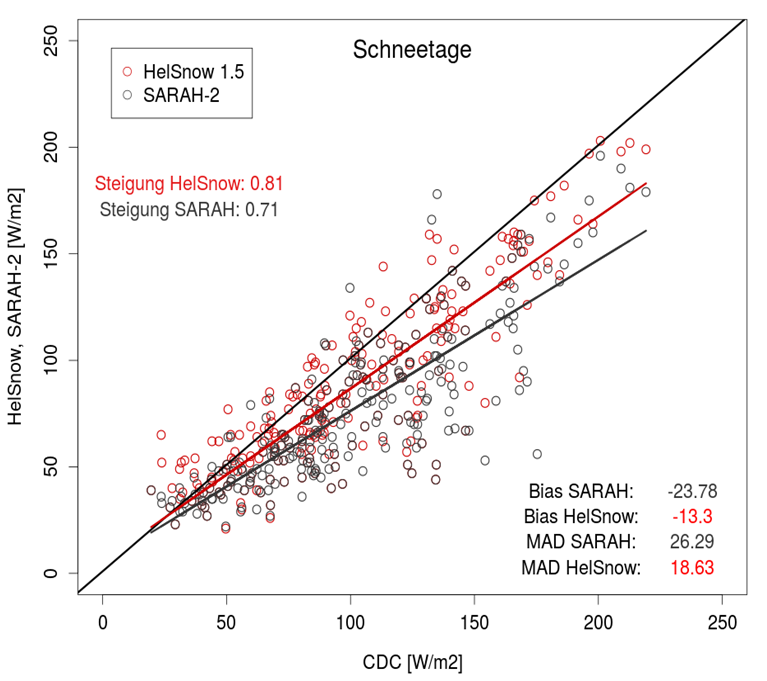 Schneetage
HelSnow 1.5
SARAH-2
Steigung HelSnow: 0.81
Steigung SARAH: 0.71
Bias SARAH: -23.78
Bias HelSnow: -13.3
MAD SARAH: 26.29
MAD HelSnow: 18.63
HelSnow, SARAH-2 [W/m2]
250
200
150
100
50
0
0 50 100 150 200 250
CDC [W/m2]